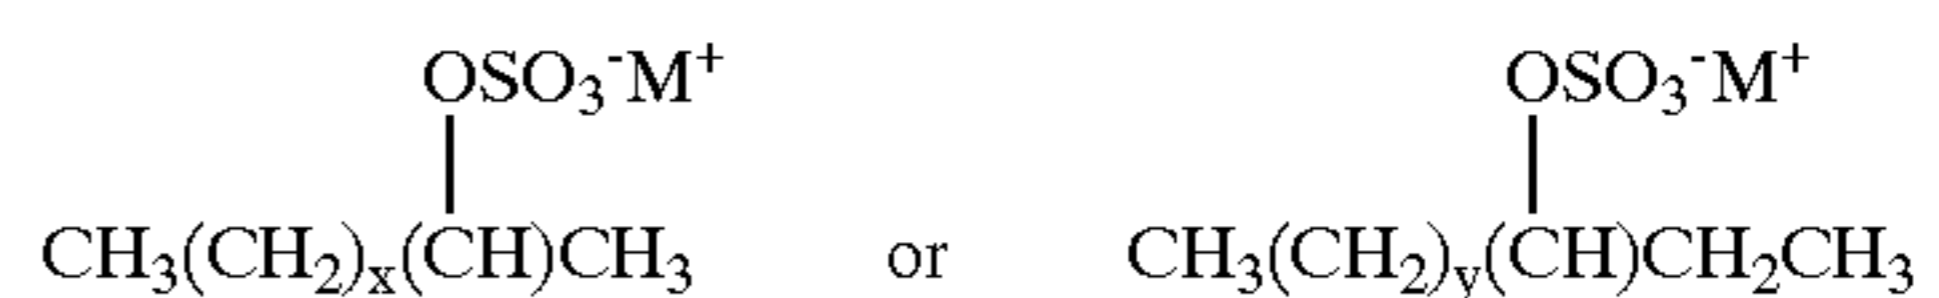 OSO₃⁻M⁺ OSO₃⁻M⁺
CH₃(CH₂)ₓ(CH)CH₃ or CH₃(CH₂)ᵧ(CH)CH₂CH₃